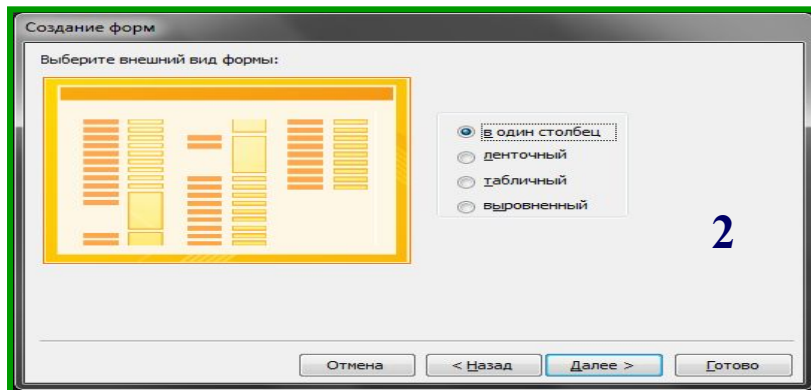 Создание форм
Выберите внешний вид формы:
в один столбец
ленточный
табличный
выровненный
2
Отмена
< Назад
Далее >
Готово